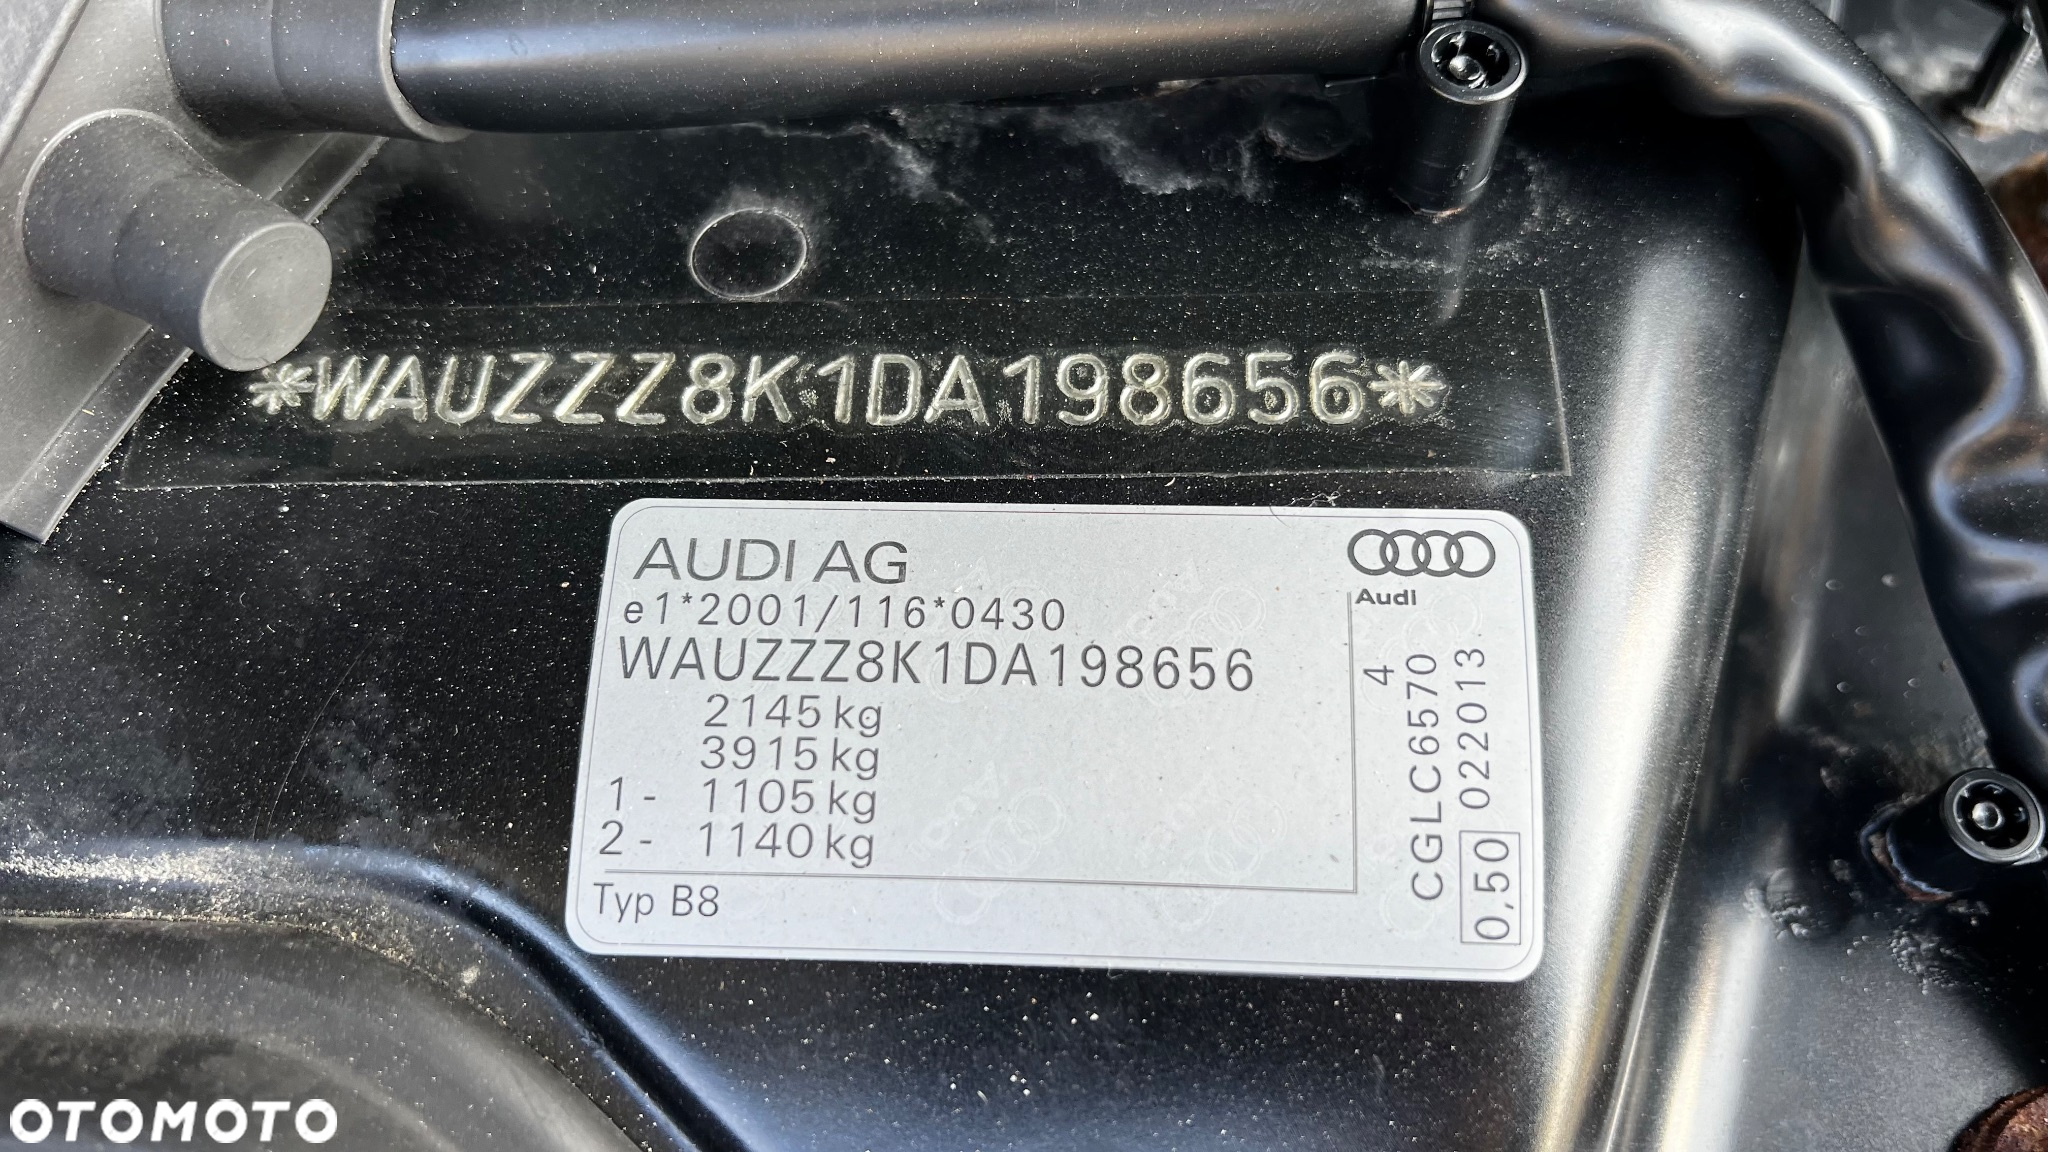 *WAUZZZ8K1DA198656*
AUDI AG
Audi
e1*2001/116*0430
WAUZZZ8K1DA198656
2145 kg
3915 kg
1 - 1105 kg
2 - 1140 kg
Typ B8
4
CGLC6570
0,50 0222013
OTOMOTO